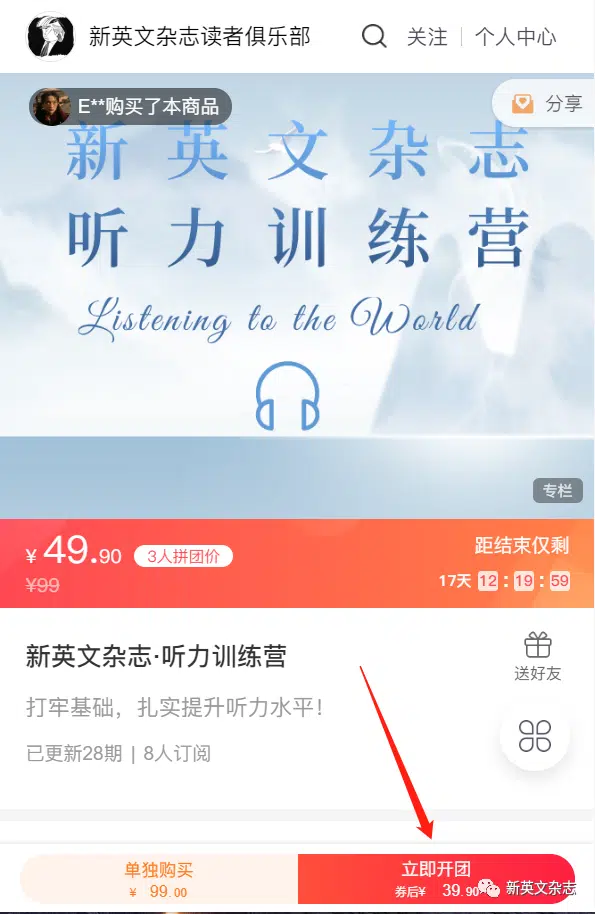 新英文杂志读者俱乐部 关注 个人中心
E**购买了本商品
分享
新英文杂志
听力训练营
Listening to the World
专栏
¥49.90 3人拼团价
¥99
距结束仅剩
17天 12:19:59
新英文杂志·听力训练营
送好友
打牢基础，扎实提升听力水平！
已更新28期 | 8人订阅
单独购买
¥ 99.00
立即开团
券后¥ 39.90
新英文杂志